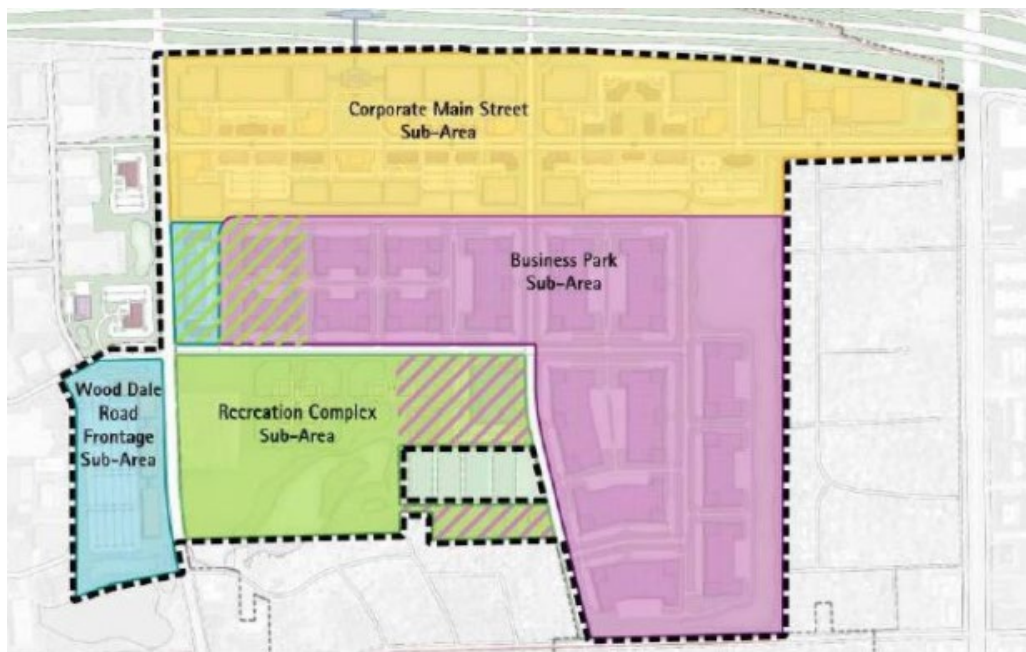 Corporate Main Street
Sub-Area
Business Park
Sub-Area
Wood Dale
Road
Frontage
Sub-Area
Recreation Complex
Sub-Area